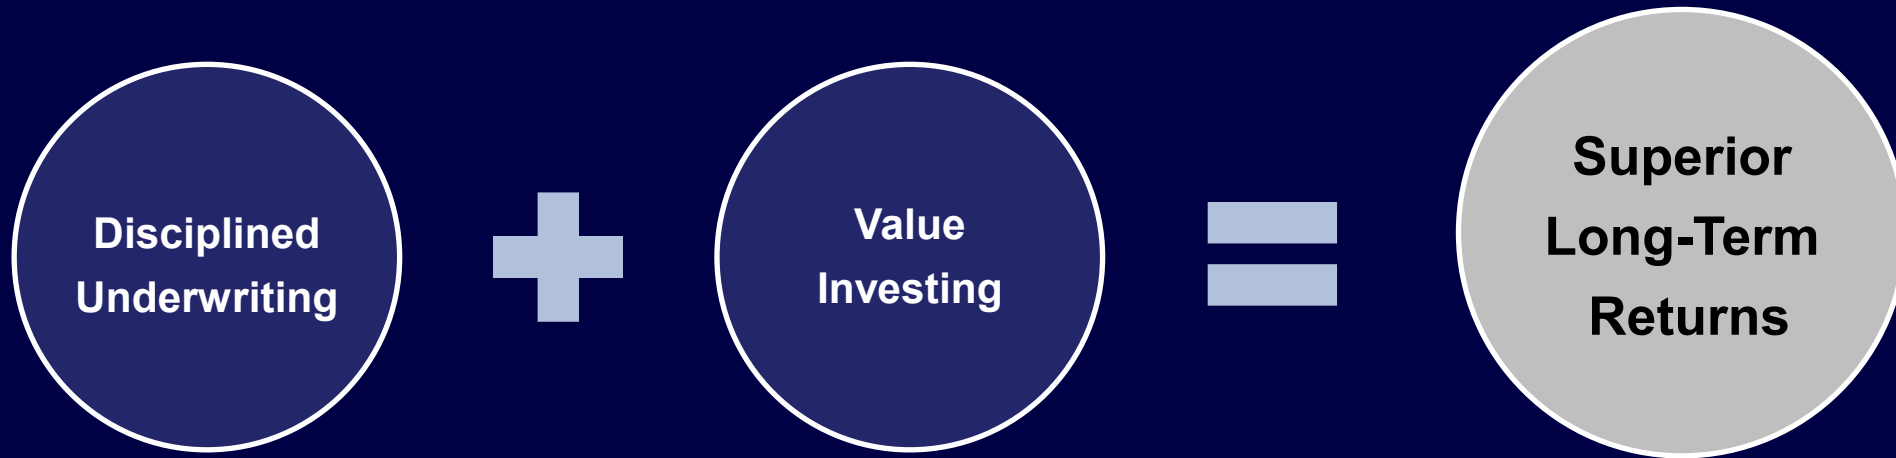 Disciplined
Underwriting
Value
Investing
Superior
Long-Term
Returns